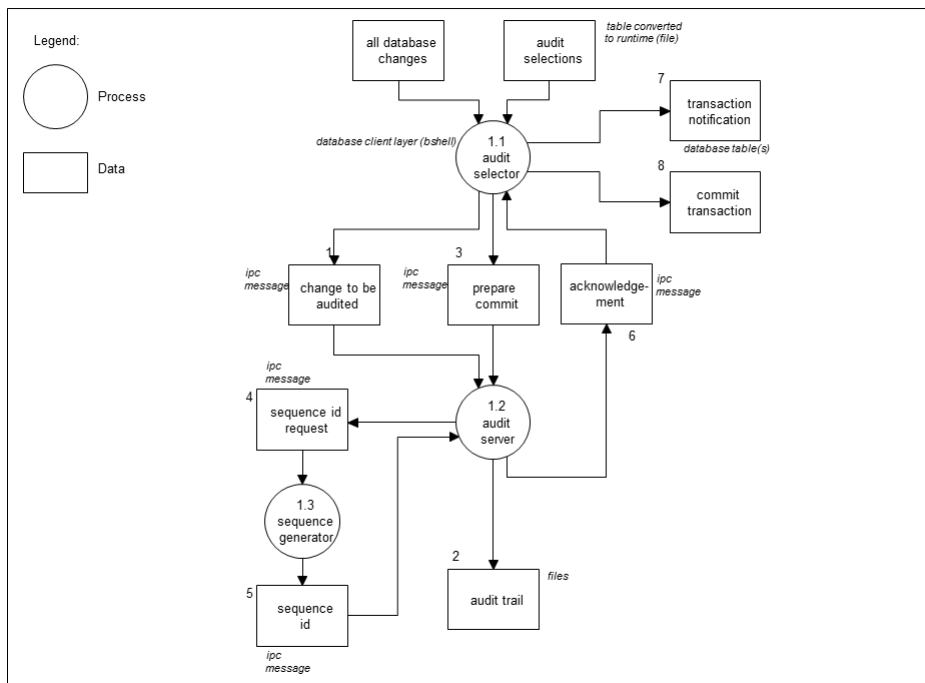 Legend:
Process
Data
all database
changes
audit
selections
table converted
to runtime (file)
7
transaction
notification
database table(s)
database client layer (bshell)
1.1
audit
selector
8
commit
transaction
1
ipc
message
change to be
audited
3
ipc
message
prepare
commit
acknowledge-
ment
ipc
message
6
ipc
message
4
sequence id
request
1.2
audit
server
1.3
sequence
generator
5
sequence
id
ipc
message
2
audit trail
files